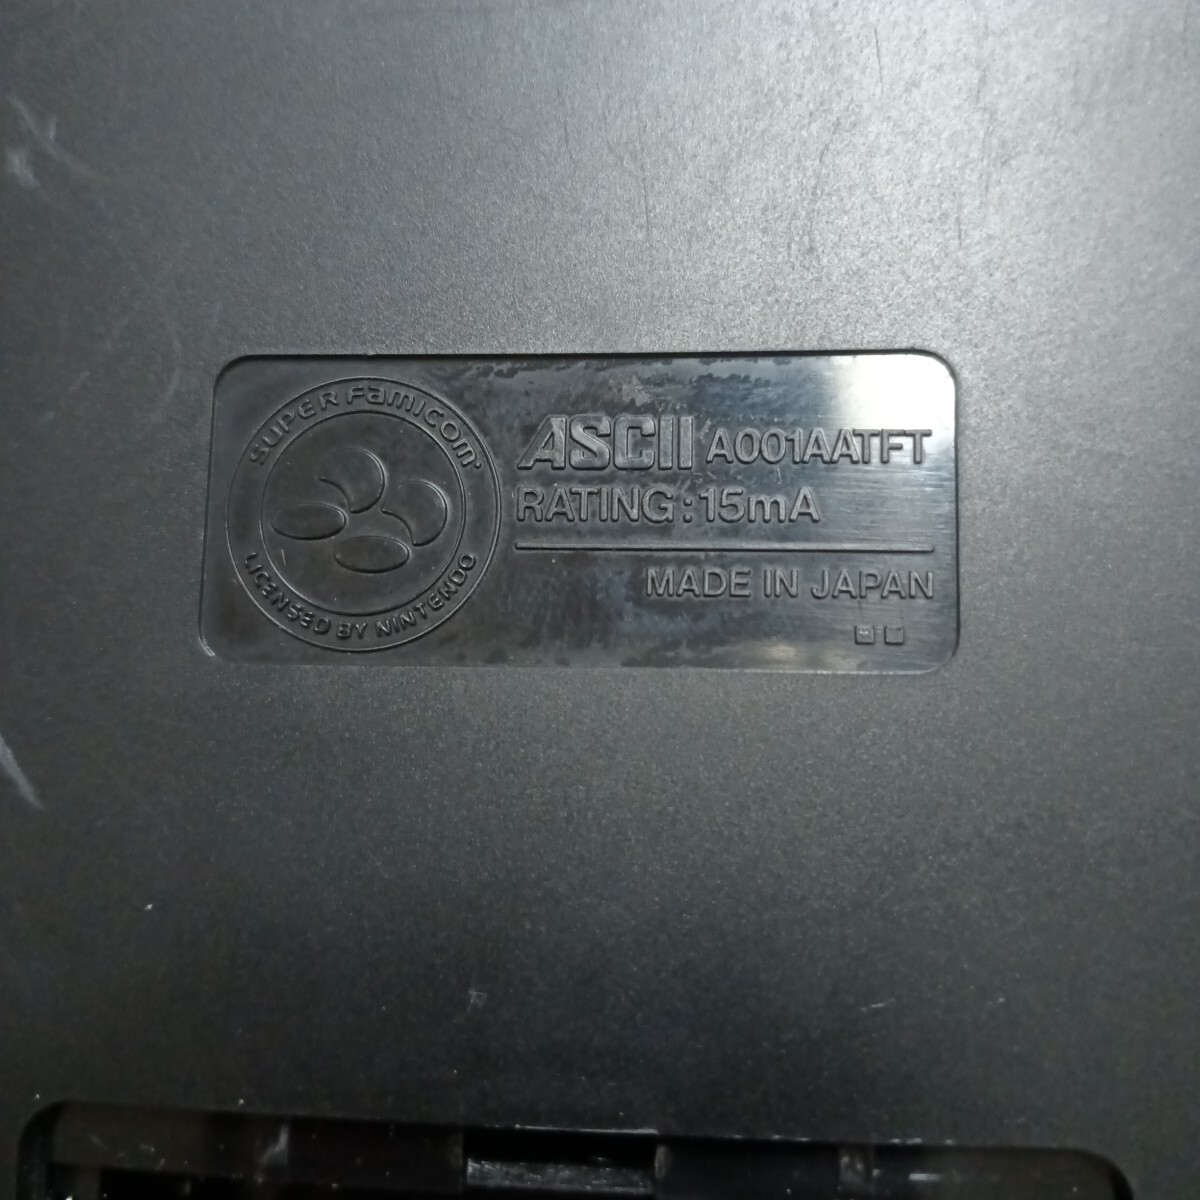 SUPER FAMICOM
LICENSED BY NINTENDO
ASCII A001AATFT
RATING:15mA
MADE IN JAPAN